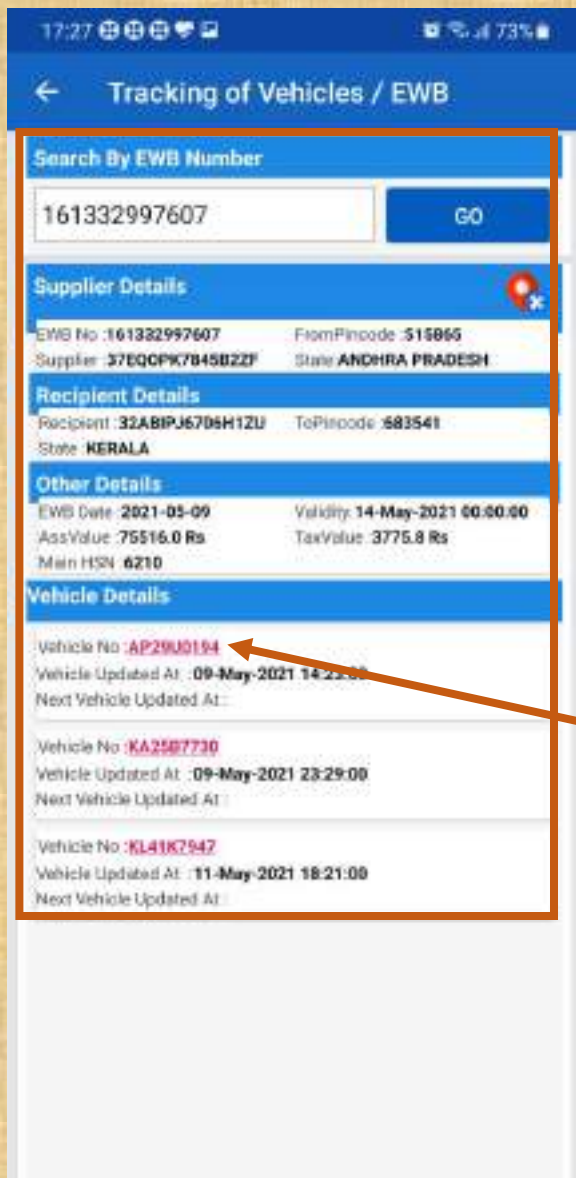 17:27 73%
Tracking of Vehicles / EWB
Search By EWB Number
161332997607 GO
Supplier Details
EWB No :161332997607 FromPincode :515865
Supplier :37EQOPK7845B2ZF State ANDHRA PRADESH
Recipient Details
Recipient :32ABIPJ6706H1ZU ToPincode :683541
State :KERALA
Other Details
EWB Date :2021-05-09 Validity: 14-May-2021 00:00:00
AssValue :75516.0 Rs TaxValue :3775.8 Rs
Main HSN :6210
Vehicle Details
Vehicle No :AP29U0194
Vehicle Updated At :09-May-2021
Next Vehicle Updated At :
Vehicle No :KA25B7730
Vehicle Updated At :09-May-2021 23:29:00
Next Vehicle Updated At :
Vehicle No :KL41K7947
Vehicle Updated At :11-May-2021 18:21:00
Next Vehicle Updated At :